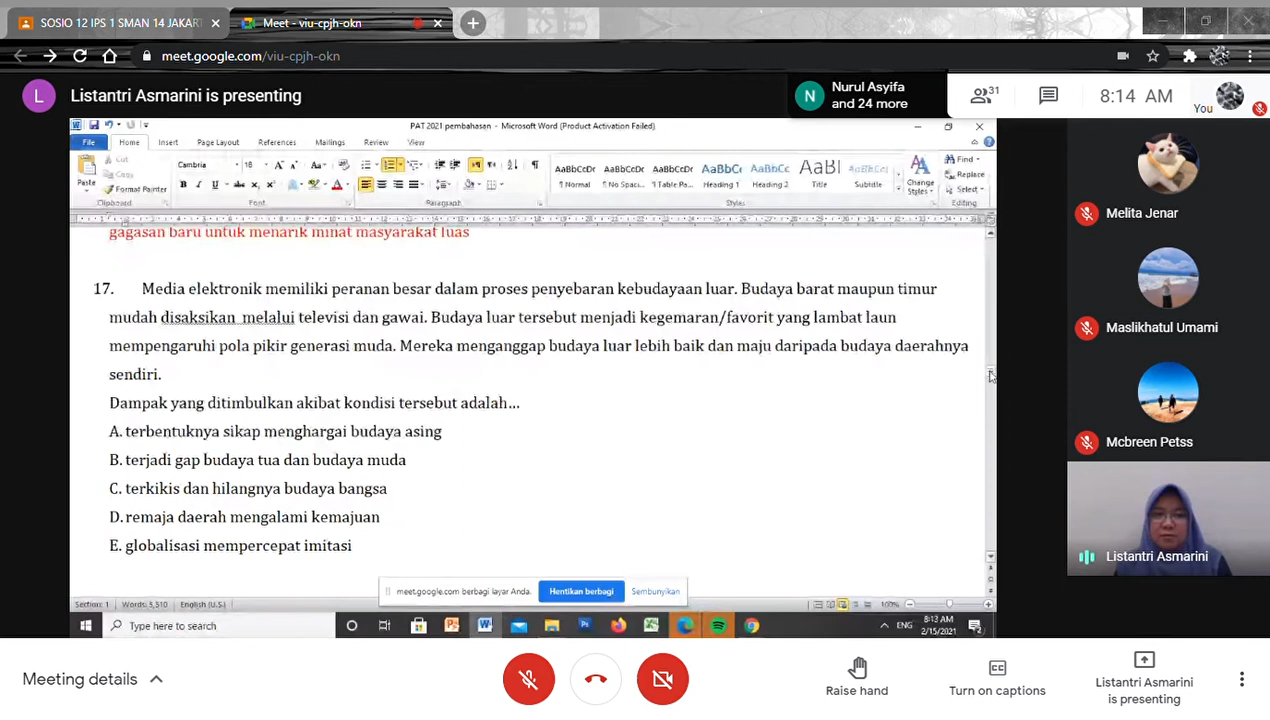 SOSIO 12 IPS 1 SMAN 14 JAKAR
Meet - viu-cpjh-okn
meet.google.com/viu-cpjh-okn
L
Listantri Asmarini is presenting
N
Nurul Asyifa
and 24 more
31
8:14 AM
You
PAT 2021 pembahasan - Microsoft Word (Product Activation Failed)
File Home Insert Page Layout References Mailings Review View
Cut
Copy
Format Painter
Paste
Clipboard
Cambria
18
Font
Paragraph
AaBbCcDc AaBbCcDc AaBbCcDc AaBbCc AaBbCc AaBl AaBbCcDc
¶ Normal ¶ No Spaci... ¶ Table Pa... Heading 1 Heading 2 Title Subtitle
Change
Styles
Styles
Find
Replace
Select
Editing
gagasan baru untuk menarik minat masyarakat luas
17. Media elektronik memiliki peranan besar dalam proses penyebaran kebudayaan luar. Budaya barat maupun timur
mudah disaksikan melalui televisi dan gawai. Budaya luar tersebut menjadi kegemaran/favorit yang lambat laun
mempengaruhi pola pikir generasi muda. Mereka menganggap budaya luar lebih baik dan maju daripada budaya daerahnya
sendiri.
Dampak yang ditimbulkan akibat kondisi tersebut adalah...
A. terbentuknya sikap menghargai budaya asing
B. terjadi gap budaya tua dan budaya muda
C. terkikis dan hilangnya budaya bangsa
D. remaja daerah mengalami kemajuan
E. globalisasi mempercepat imitasi
meet.google.com berbagi layar Anda. Hentikan berbagi Sembunyikan
Section: 1 Words: 3,510 English (U.S.)
100%
Type here to search
ENG
8:13 AM
2/15/2021
Melita Jenar
Maslikhatul Umami
Mcbreen Petss
Listantri Asmarini
Meeting details
Raise hand
Turn on captions
Listantri Asmarini
is presenting